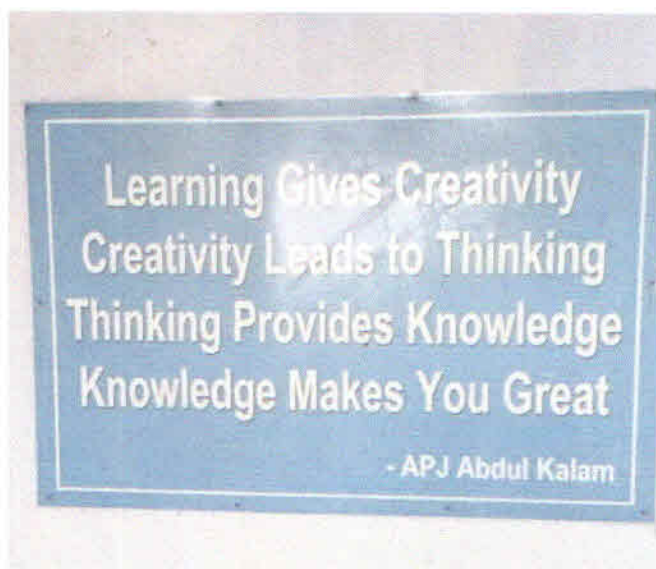 Learning Gives Creativity
Creativity Leads to Thinking
Thinking Provides Knowledge
Knowledge Makes You Great
- APJ Abdul Kalam